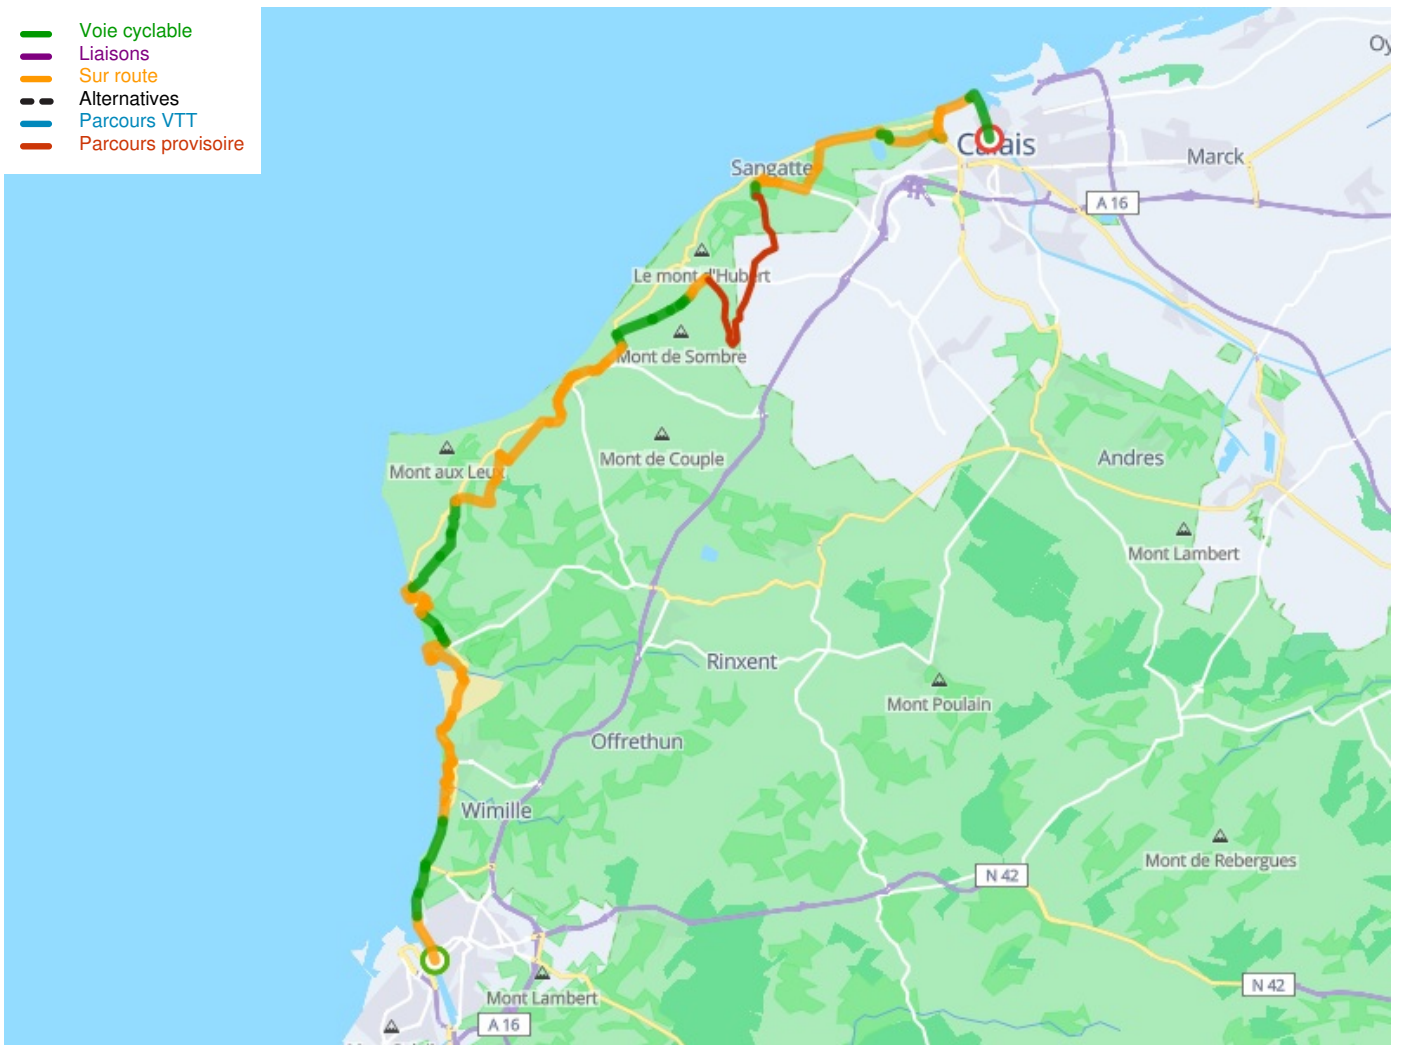 Voie cyclable
Liaisons
Sur route
Alternatives
Parcours VTT
Parcours provisoire
Oy
Calais
Marck
Sangatte
A 16
Le mont d'Hubert
Mont de Sombre
Mont de Couple
Mont aux Leux
Andres
Mont Lambert
Rinxent
Mont Poulain
Offrethun
Wimille
Mont de Rebergues
N 42
N 42
Mont Lambert
A 16